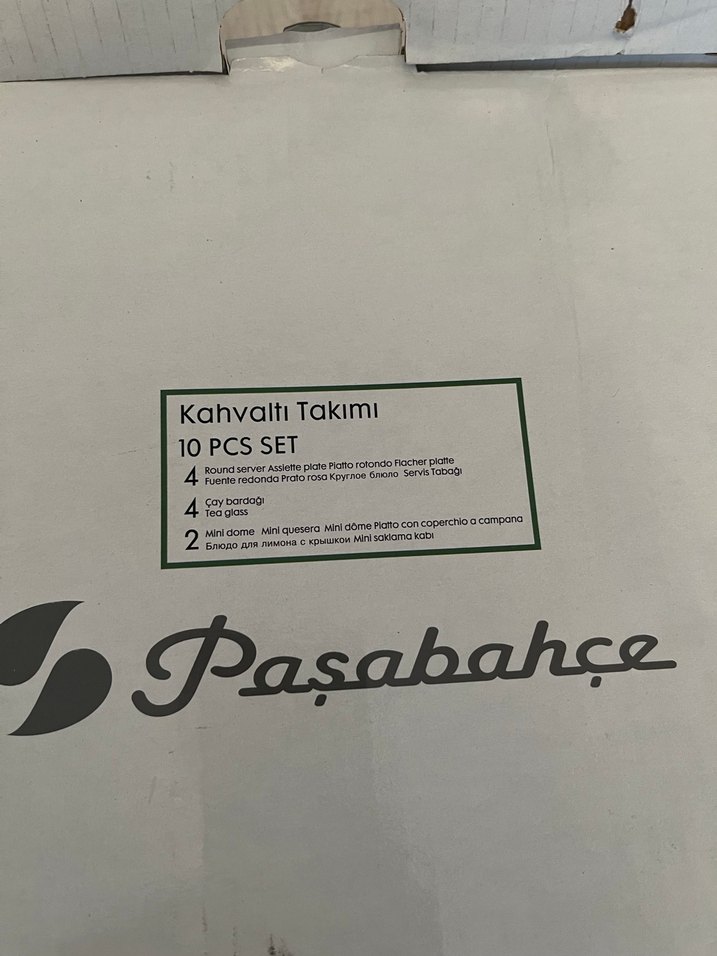 Kahvaltı Takımı
10 PCS SET
4 Round server Assiette plate Piatto rotondo Flacher platte
Fuente redonda Prato rosa Круглое блюло Servis Tabağı
4 Çay bardağı
Tea glass
2 Mini dome Mini quesera Mini dôme Piatto con coperchio a campana
Блюдо для лимона с крышкои Mini saklama kabı
Paşabahçe